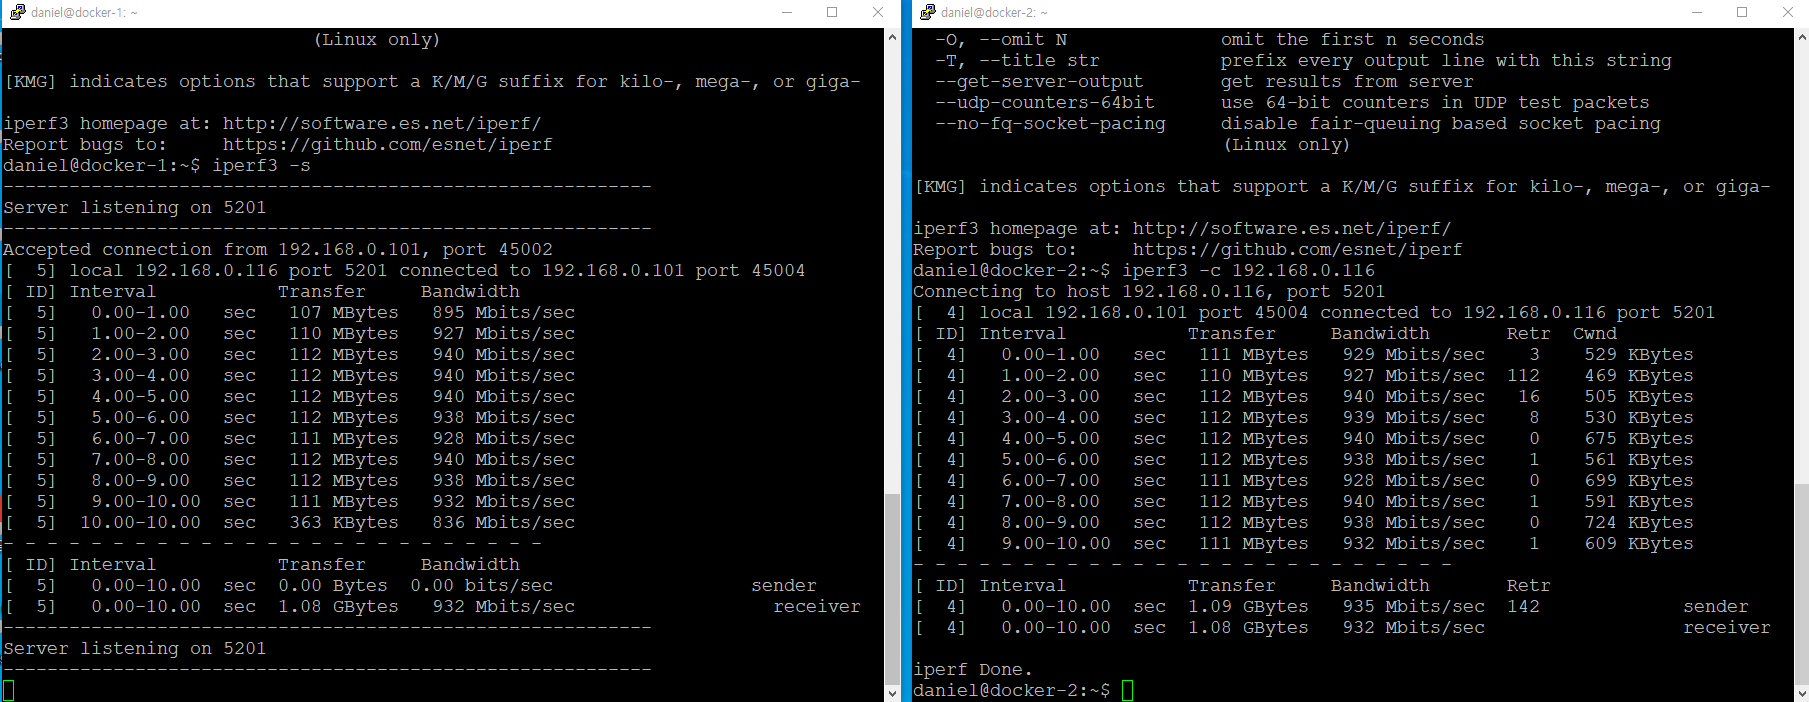 daniel@docker-1: ~
(Linux only)
[KMG] indicates options that support a K/M/G suffix for kilo-, mega-, or giga-
iperf3 homepage at: http://software.es.net/iperf/
Report bugs to:     https://github.com/esnet/iperf
daniel@docker-1:~$ iperf3 -s
-----------------------------------------------------------
Server listening on 5201
-----------------------------------------------------------
Accepted connection from 192.168.0.101, port 45002
[  5] local 192.168.0.116 port 5201 connected to 192.168.0.101 port 45004
[ ID] Interval           Transfer     Bandwidth
[  5]   0.00-1.00   sec   107 MBytes   895 Mbits/sec
[  5]   1.00-2.00   sec   110 MBytes   927 Mbits/sec
[  5]   2.00-3.00   sec   112 MBytes   940 Mbits/sec
[  5]   3.00-4.00   sec   112 MBytes   940 Mbits/sec
[  5]   4.00-5.00   sec   112 MBytes   940 Mbits/sec
[  5]   5.00-6.00   sec   112 MBytes   938 Mbits/sec
[  5]   6.00-7.00   sec   111 MBytes   928 Mbits/sec
[  5]   7.00-8.00   sec   112 MBytes   940 Mbits/sec
[  5]   8.00-9.00   sec   112 MBytes   938 Mbits/sec
[  5]   9.00-10.00  sec   111 MBytes   932 Mbits/sec
[  5]  10.00-10.00  sec   363 KBytes   836 Mbits/sec
- - - - - - - - - - - - - - - - - - - - - - - - -
[ ID] Interval           Transfer     Bandwidth
[  5]   0.00-10.00  sec  0.00 Bytes  0.00 bits/sec                  sender
[  5]   0.00-10.00  sec  1.08 GBytes   932 Mbits/sec                  receiver
-----------------------------------------------------------
Server listening on 5201
-----------------------------------------------------------
daniel@docker-2: ~
-O, --omit N              omit the first n seconds
-T, --title str           prefix every output line with this string
--get-server-output       get results from server
--udp-counters-64bit      use 64-bit counters in UDP test packets
--no-fq-socket-pacing     disable fair-queuing based socket pacing
(Linux only)
[KMG] indicates options that support a K/M/G suffix for kilo-, mega-, or giga-
iperf3 homepage at: http://software.es.net/iperf/
Report bugs to:     https://github.com/esnet/iperf
daniel@docker-2:~$ iperf3 -c 192.168.0.116
Connecting to host 192.168.0.116, port 5201
[  4] local 192.168.0.101 port 45004 connected to 192.168.0.116 port 5201
[ ID] Interval           Transfer     Bandwidth       Retr  Cwnd
[  4]   0.00-1.00   sec   111 MBytes   929 Mbits/sec    3    529 KBytes
[  4]   1.00-2.00   sec   110 MBytes   927 Mbits/sec  112    469 KBytes
[  4]   2.00-3.00   sec   112 MBytes   940 Mbits/sec   16    505 KBytes
[  4]   3.00-4.00   sec   112 MBytes   939 Mbits/sec    8    530 KBytes
[  4]   4.00-5.00   sec   112 MBytes   940 Mbits/sec    0    675 KBytes
[  4]   5.00-6.00   sec   112 MBytes   938 Mbits/sec    1    561 KBytes
[  4]   6.00-7.00   sec   111 MBytes   928 Mbits/sec    0    699 KBytes
[  4]   7.00-8.00   sec   112 MBytes   940 Mbits/sec    1    591 KBytes
[  4]   8.00-9.00   sec   112 MBytes   938 Mbits/sec    0    724 KBytes
[  4]   9.00-10.00  sec   111 MBytes   932 Mbits/sec    1    609 KBytes
- - - - - - - - - - - - - - - - - - - - - - - - -
[ ID] Interval           Transfer     Bandwidth       Retr
[  4]   0.00-10.00  sec  1.09 GBytes   935 Mbits/sec  142             sender
[  4]   0.00-10.00  sec  1.08 GBytes   932 Mbits/sec                  receiver
iperf Done.
daniel@docker-2:~$